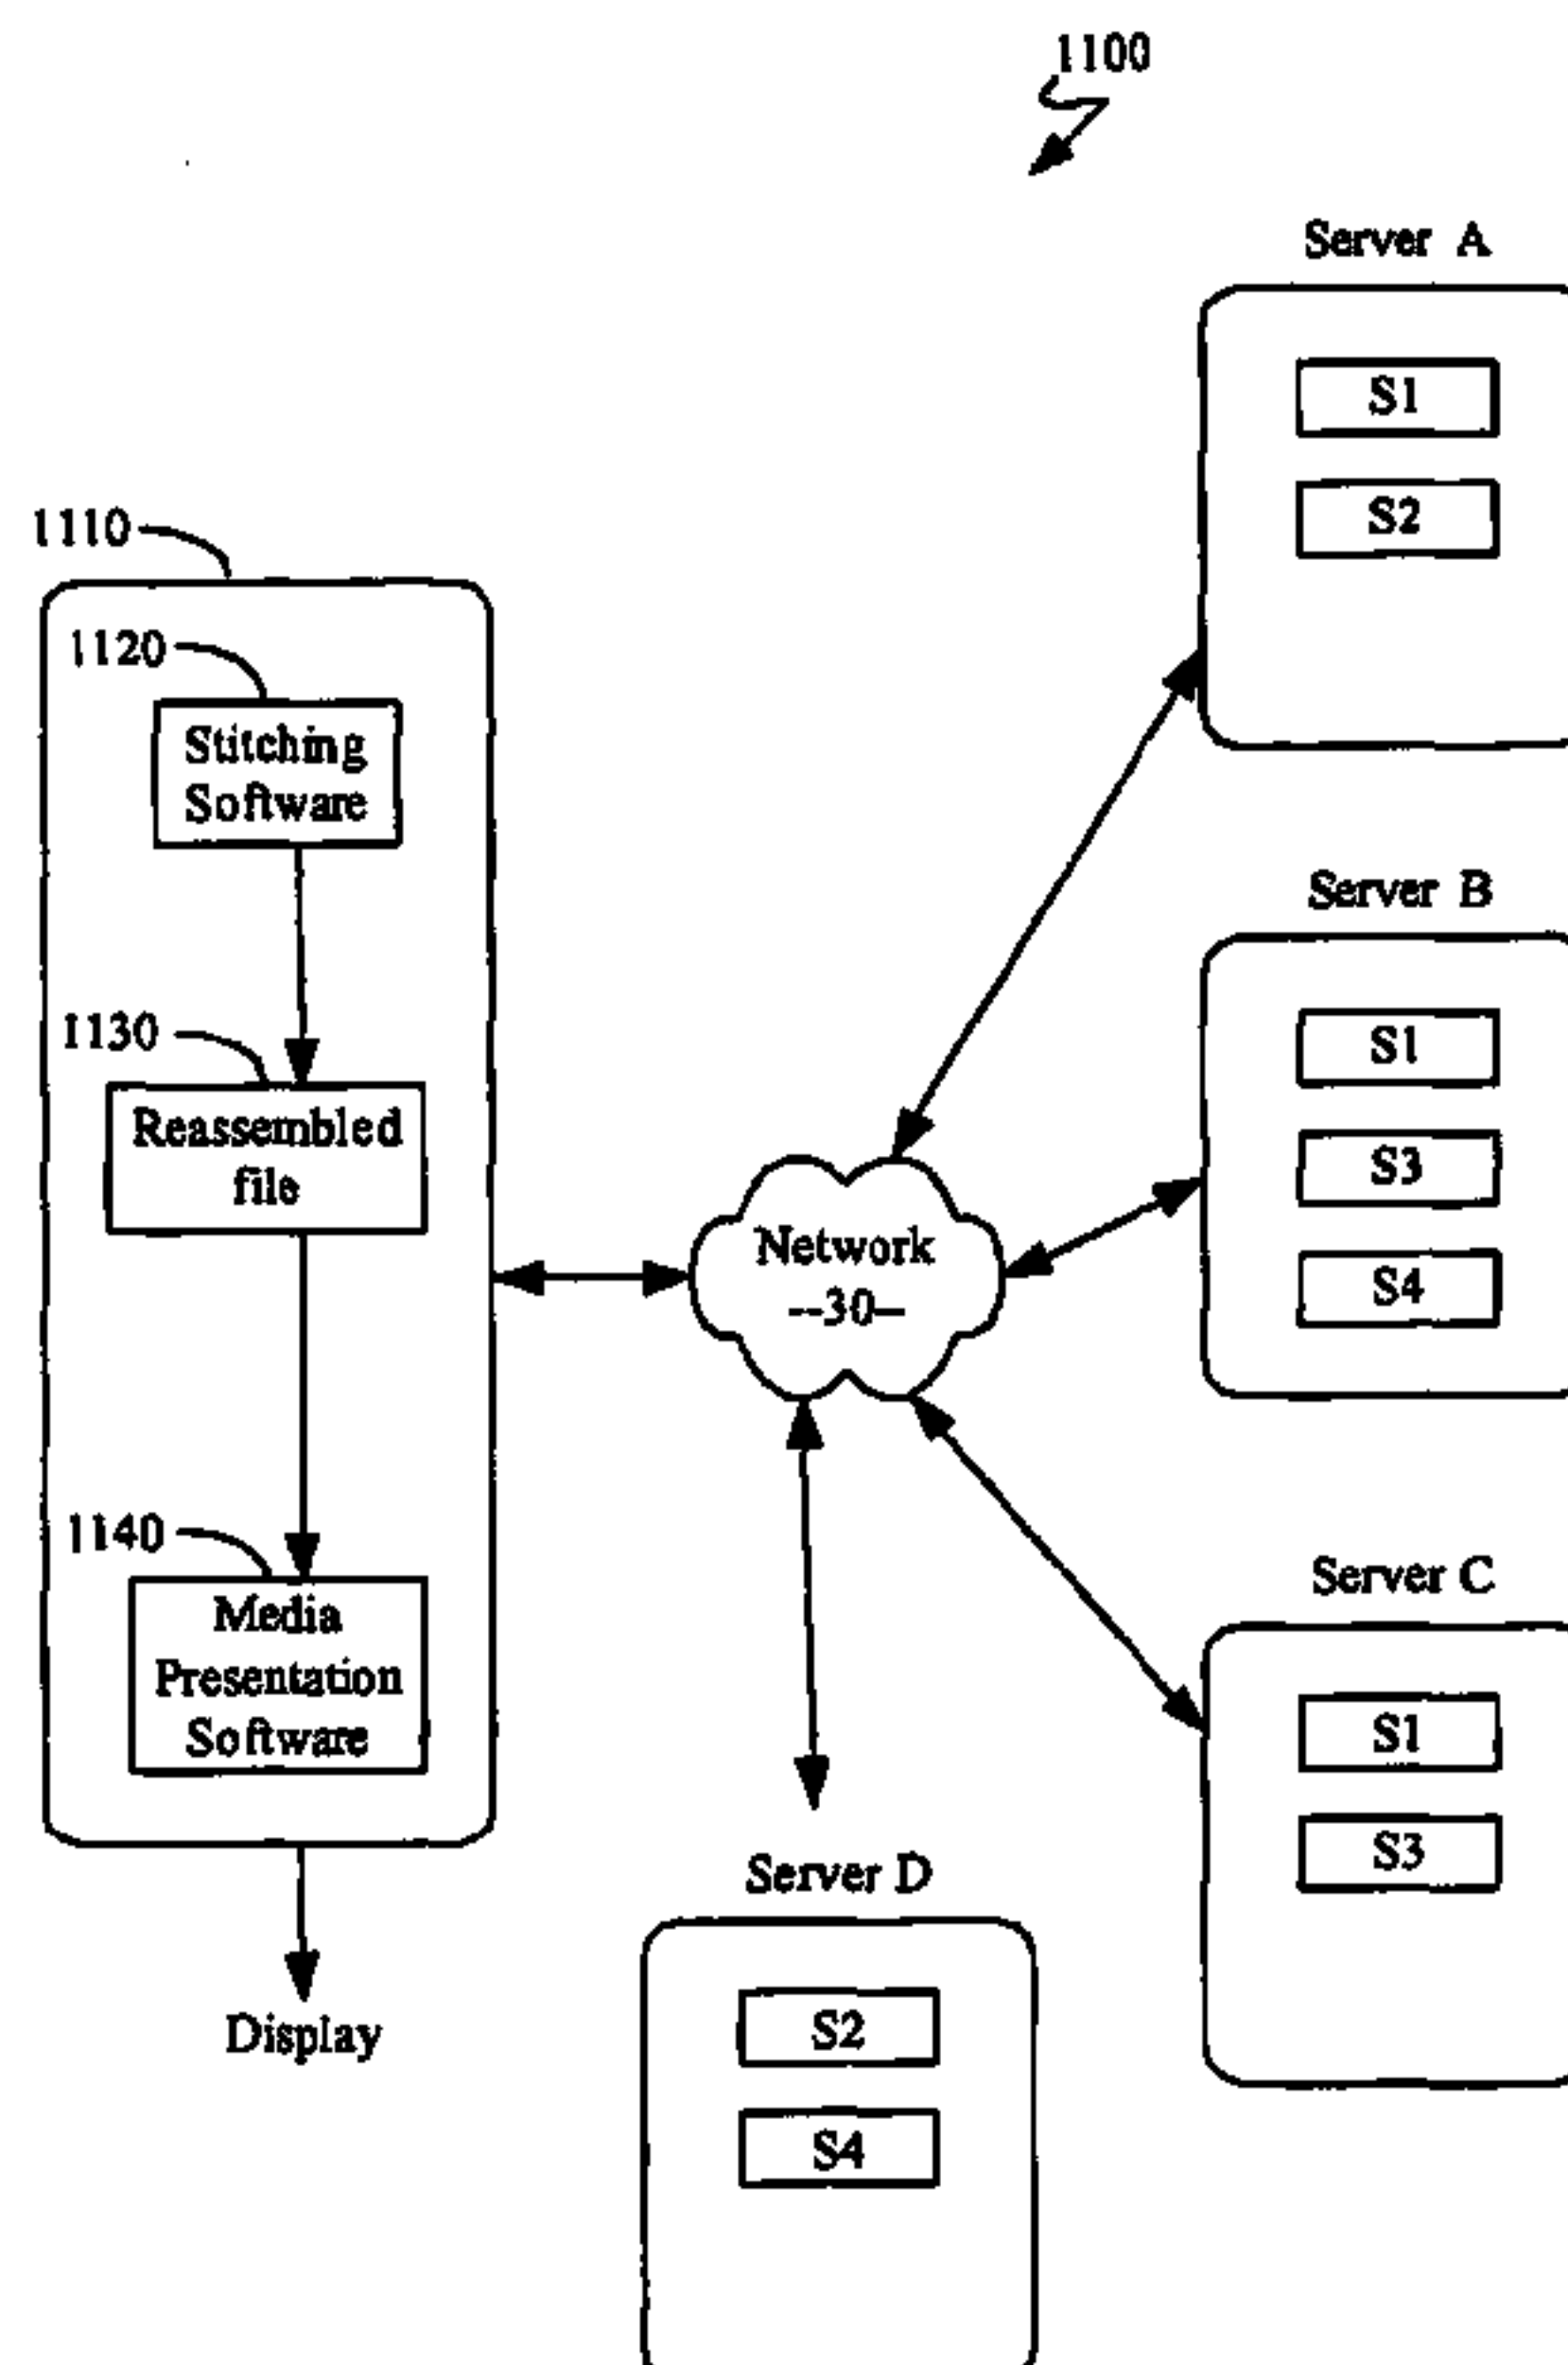 1100
Server A
S1
S2
1110
1120
Stitching
Software
Server B
S1
S3
S4
1130
Reassembled
file
Network
--30--
1140
Media
Presentation
Software
Server C
S1
S3
Server D
S2
S4
Display